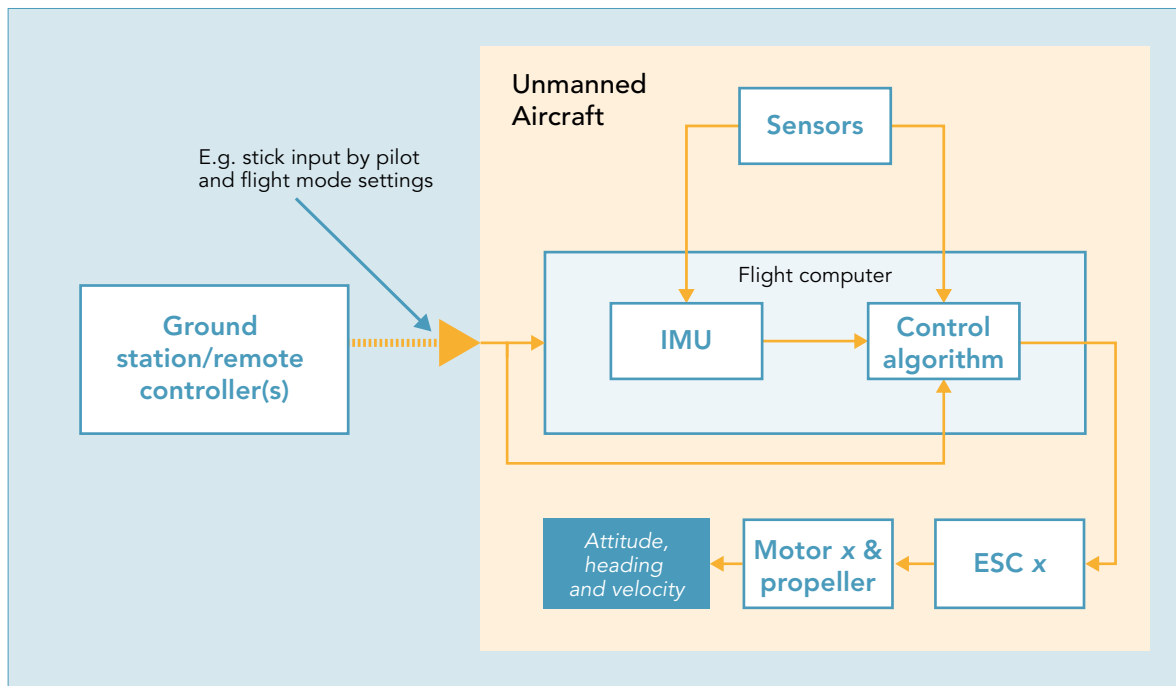 Unmanned
Aircraft
Sensors
E.g. stick input by pilot
and flight mode settings
Flight computer
Ground
station/remote
controller(s)
IMU
Control
algorithm
Attitude,
heading
and velocity
Motor x &
propeller
ESC x